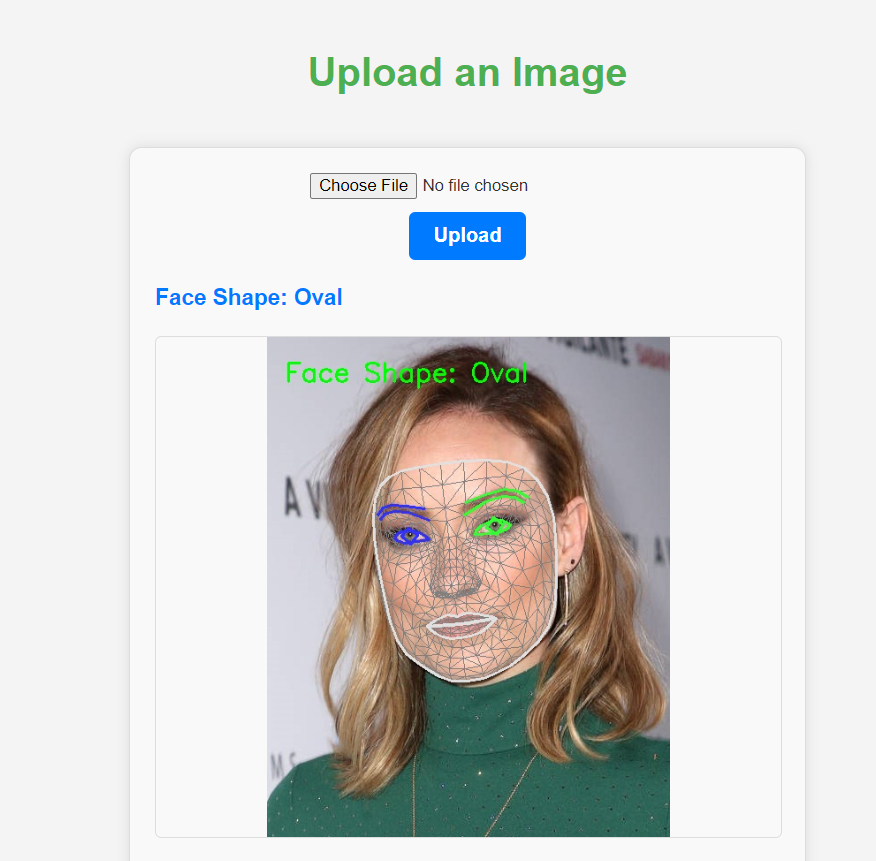 Upload an Image
Choose File No file chosen
Upload
Face Shape: Oval
Face Shape: Oval
A V
A
M S